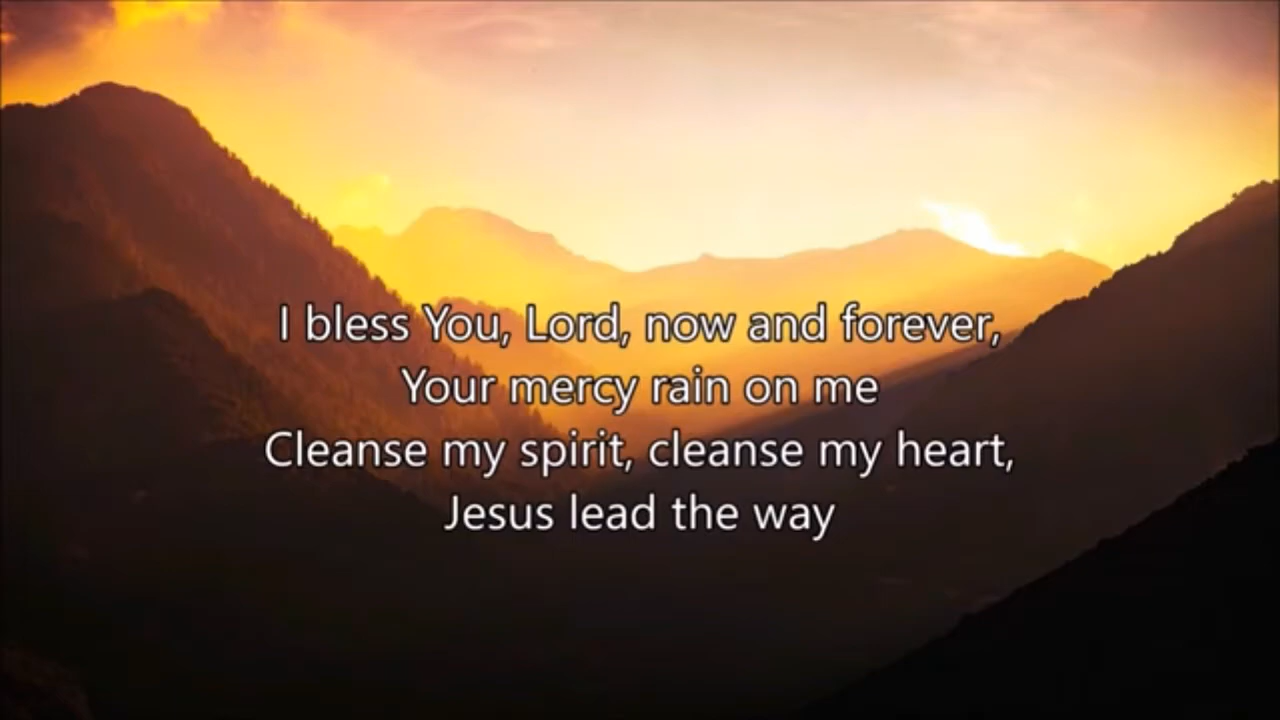 I bless You, Lord, now and forever,
Your mercy rain on me
Cleanse my spirit, cleanse my heart,
Jesus lead the way